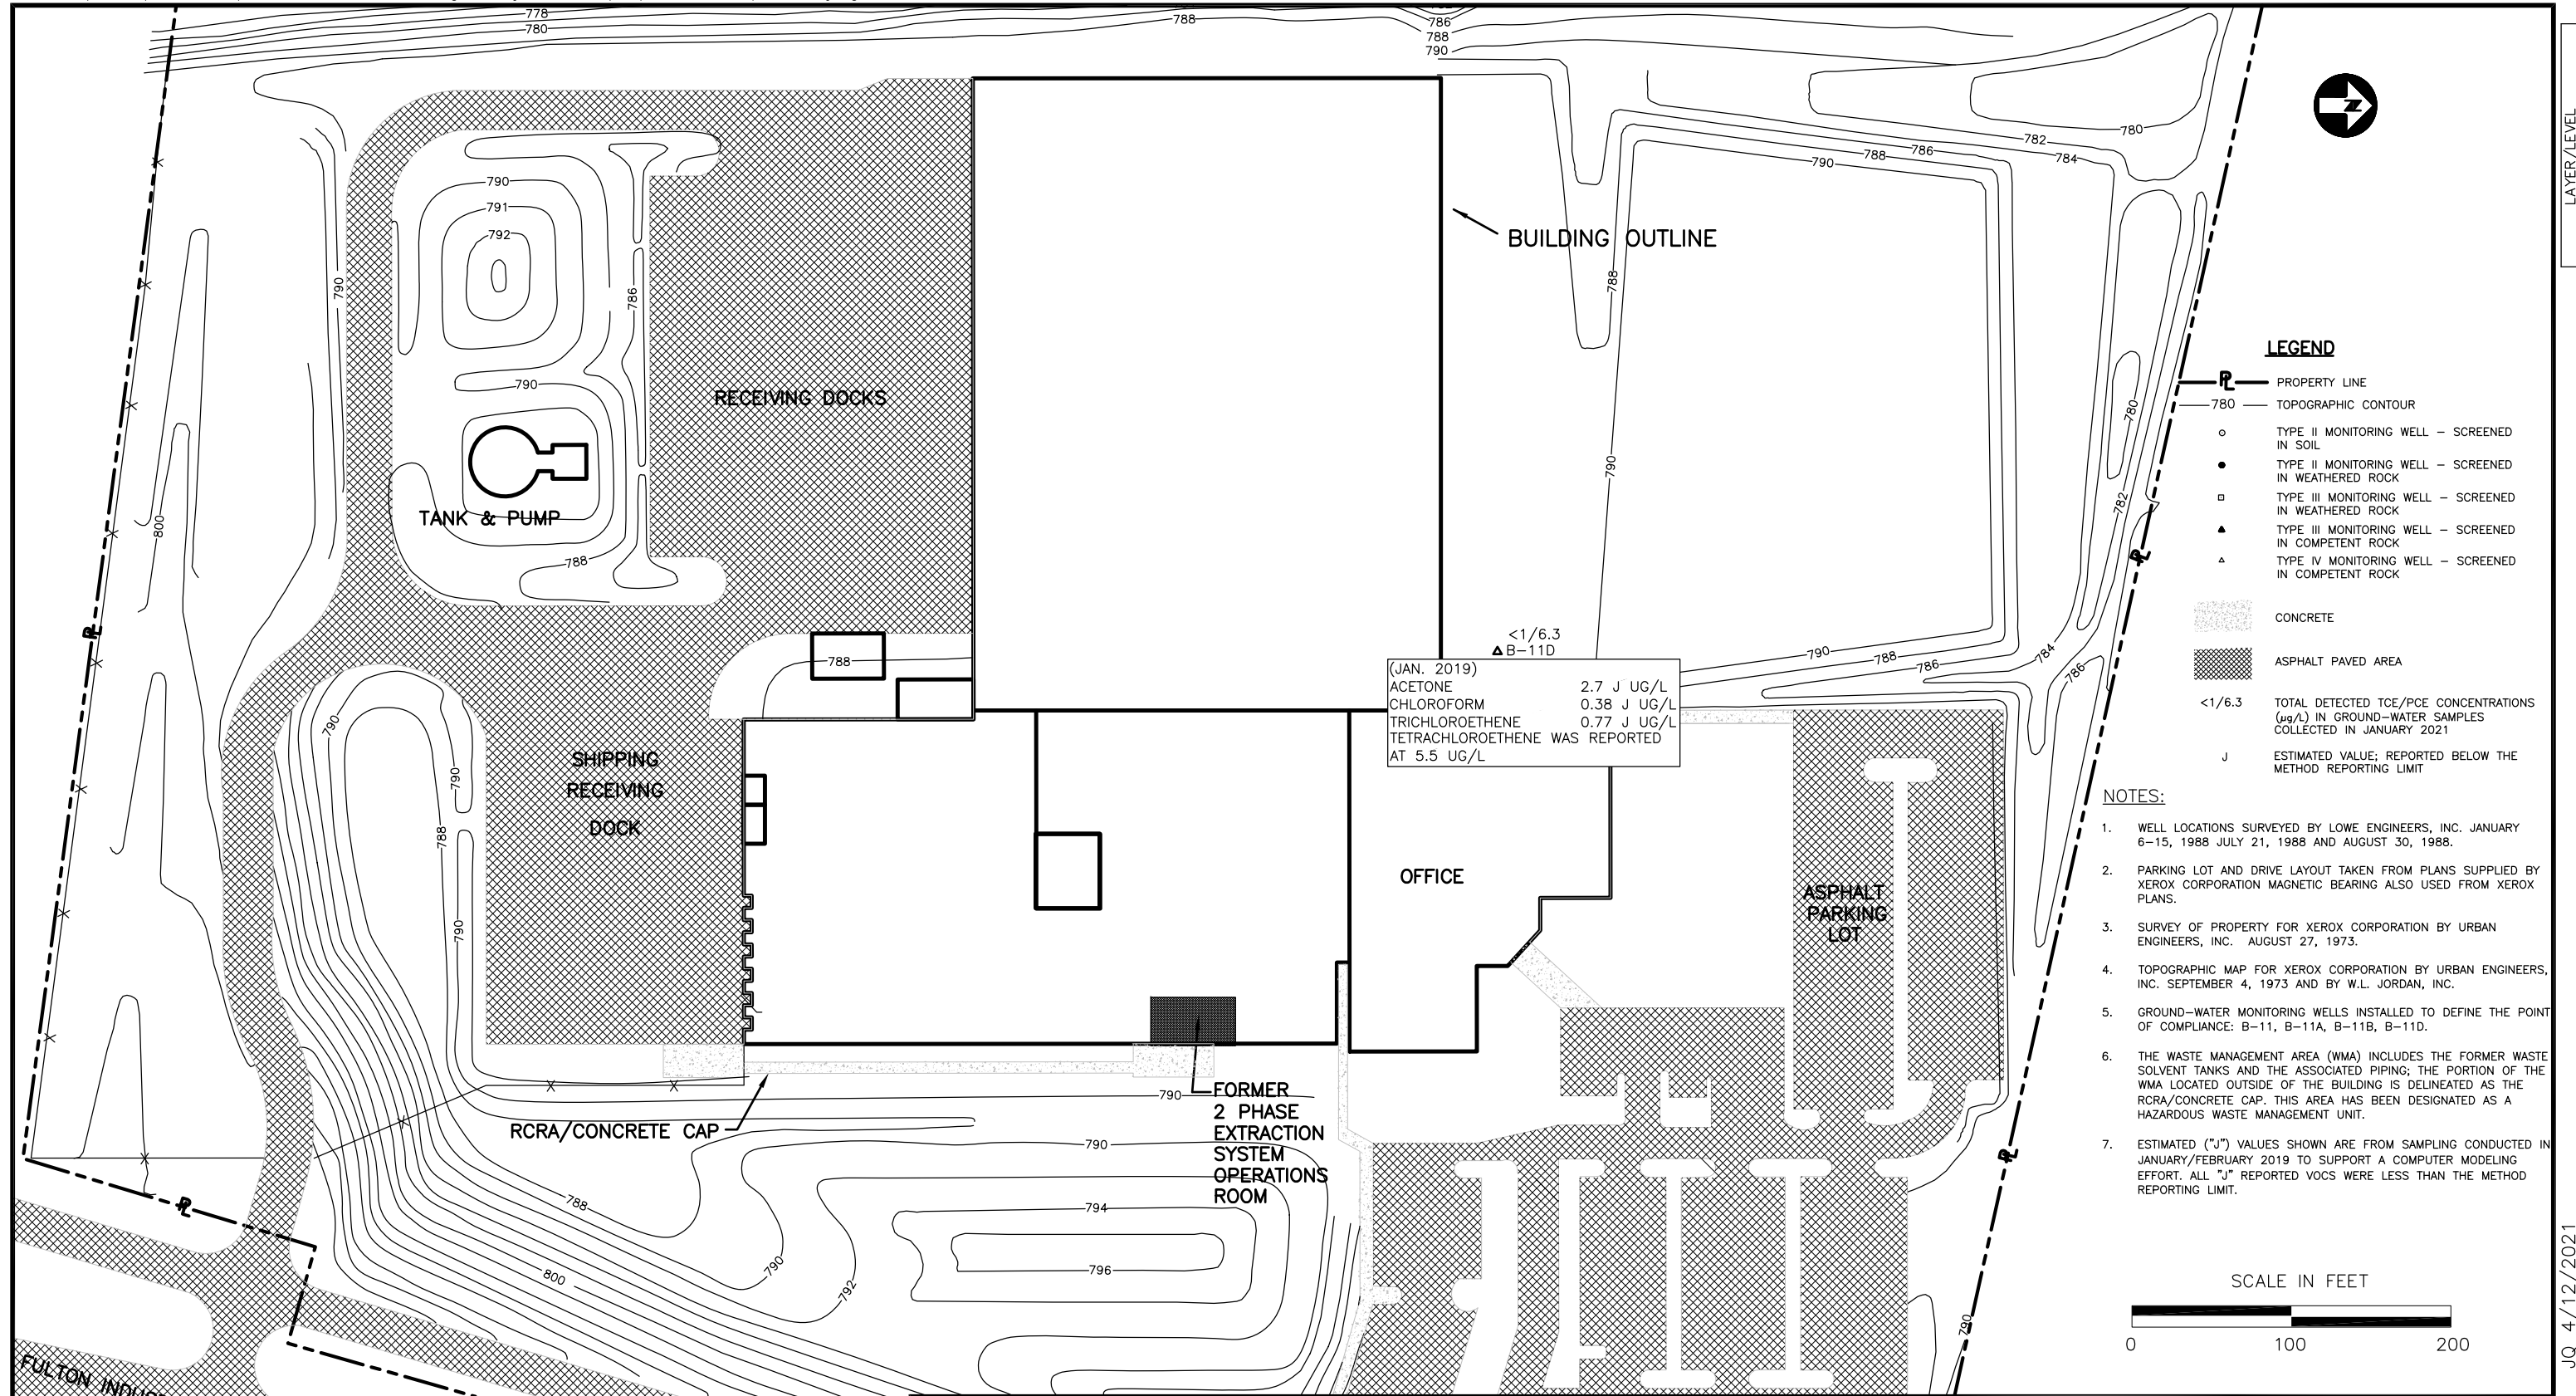 778
780
788
786
788
790
LAYER/LEVEL
782
780
784
786
788
790
790
791
792
790
786
788
BUILDING OUTLINE
790
RECEIVING DOCKS
790
TANK & PUMP
788
800
780
782
LEGEND
PL PROPERTY LINE
780 TOPOGRAPHIC CONTOUR
TYPE II MONITORING WELL – SCREENED
IN SOIL
TYPE II MONITORING WELL – SCREENED
IN WEATHERED ROCK
TYPE III MONITORING WELL – SCREENED
IN WEATHERED ROCK
TYPE III MONITORING WELL – SCREENED
IN COMPETENT ROCK
TYPE IV MONITORING WELL – SCREENED
IN COMPETENT ROCK
CONCRETE
ASPHALT PAVED AREA
<1/6.3 TOTAL DETECTED TCE/PCE CONCENTRATIONS
(µg/L) IN GROUND–WATER SAMPLES
COLLECTED IN JANUARY 2021
J ESTIMATED VALUE; REPORTED BELOW THE
METHOD REPORTING LIMIT
PL
PL
788
<1/6.3
B–11D
(JAN. 2019)
ACETONE 2.7 J UG/L
CHLOROFORM 0.38 J UG/L
TRICHLOROETHENE 0.77 J UG/L
TETRACHLOROETHENE WAS REPORTED
AT 5.5 UG/L
790
788
786
784
786
790
790
788
790
SHIPPING
RECEIVING
DOCK
OFFICE
ASPHALT
PARKING
LOT
NOTES:
1. WELL LOCATIONS SURVEYED BY LOWE ENGINEERS, INC. JANUARY
6–15, 1988 JULY 21, 1988 AND AUGUST 30, 1988.
2. PARKING LOT AND DRIVE LAYOUT TAKEN FROM PLANS SUPPLIED BY
XEROX CORPORATION MAGNETIC BEARING ALSO USED FROM XEROX
PLANS.
3. SURVEY OF PROPERTY FOR XEROX CORPORATION BY URBAN
ENGINEERS, INC. AUGUST 27, 1973.
4. TOPOGRAPHIC MAP FOR XEROX CORPORATION BY URBAN ENGINEERS,
INC. SEPTEMBER 4, 1973 AND BY W.L. JORDAN, INC.
5. GROUND–WATER MONITORING WELLS INSTALLED TO DEFINE THE POINT
OF COMPLIANCE: B–11, B–11A, B–11B, B–11D.
6. THE WASTE MANAGEMENT AREA (WMA) INCLUDES THE FORMER WASTE
SOLVENT TANKS AND THE ASSOCIATED PIPING; THE PORTION OF THE
WMA LOCATED OUTSIDE OF THE BUILDING IS DELINEATED AS THE
RCRA/CONCRETE CAP. THIS AREA HAS BEEN DESIGNATED AS A
HAZARDOUS WASTE MANAGEMENT UNIT.
7. ESTIMATED ("J") VALUES SHOWN ARE FROM SAMPLING CONDUCTED IN
JANUARY/FEBRUARY 2019 TO SUPPORT A COMPUTER MODELING
EFFORT. ALL "J" REPORTED VOCS WERE LESS THAN THE METHOD
REPORTING LIMIT.
RCRA/CONCRETE CAP
790
FORMER
2 PHASE
EXTRACTION
SYSTEM
OPERATIONS
ROOM
790
794
796
788
790
792
800
PL
PL
790
FULTON
SCALE IN FEET
0 100 200
JQ 4/12/2021